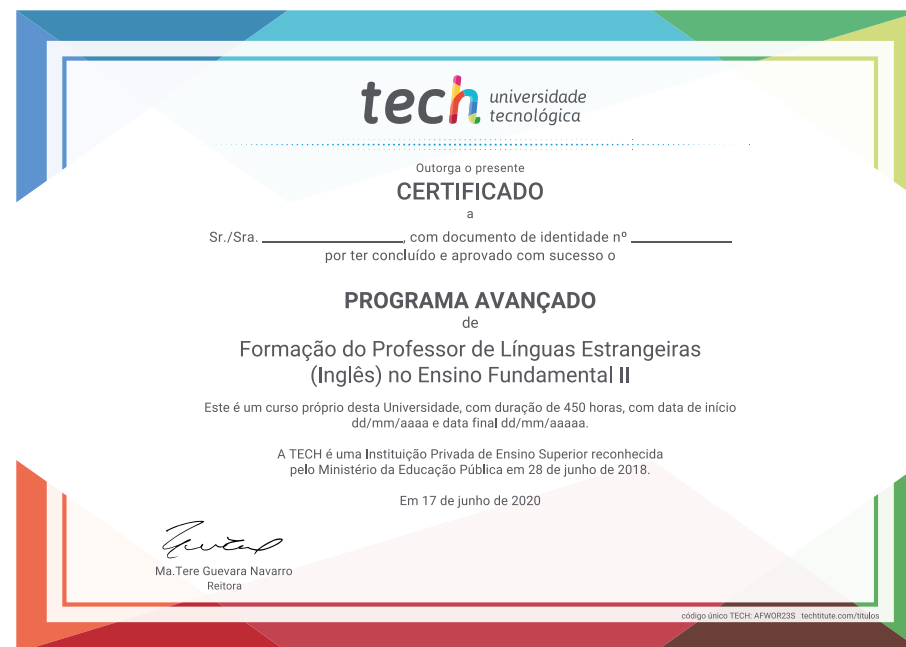 tech universidade
tecnológica
Outorga o presente
CERTIFICADO
a
Sr./Sra. ____________________, com documento de identidade nº ______________
por ter concluído e aprovado com sucesso o
PROGRAMA AVANÇADO
de
Formação do Professor de Línguas Estrangeiras
(Inglês) no Ensino Fundamental II
Este é um curso próprio desta Universidade, com duração de 450 horas, com data de início
dd/mm/aaaa e data final dd/mm/aaaaa.
A TECH é uma Instituição Privada de Ensino Superior reconhecida
pelo Ministério da Educação Pública em 28 de junho de 2018.
Em 17 de junho de 2020
Ma.Tere Guevara Navarro
Reitora
código único TECH: AFWOR23S techtitute.com/titulos